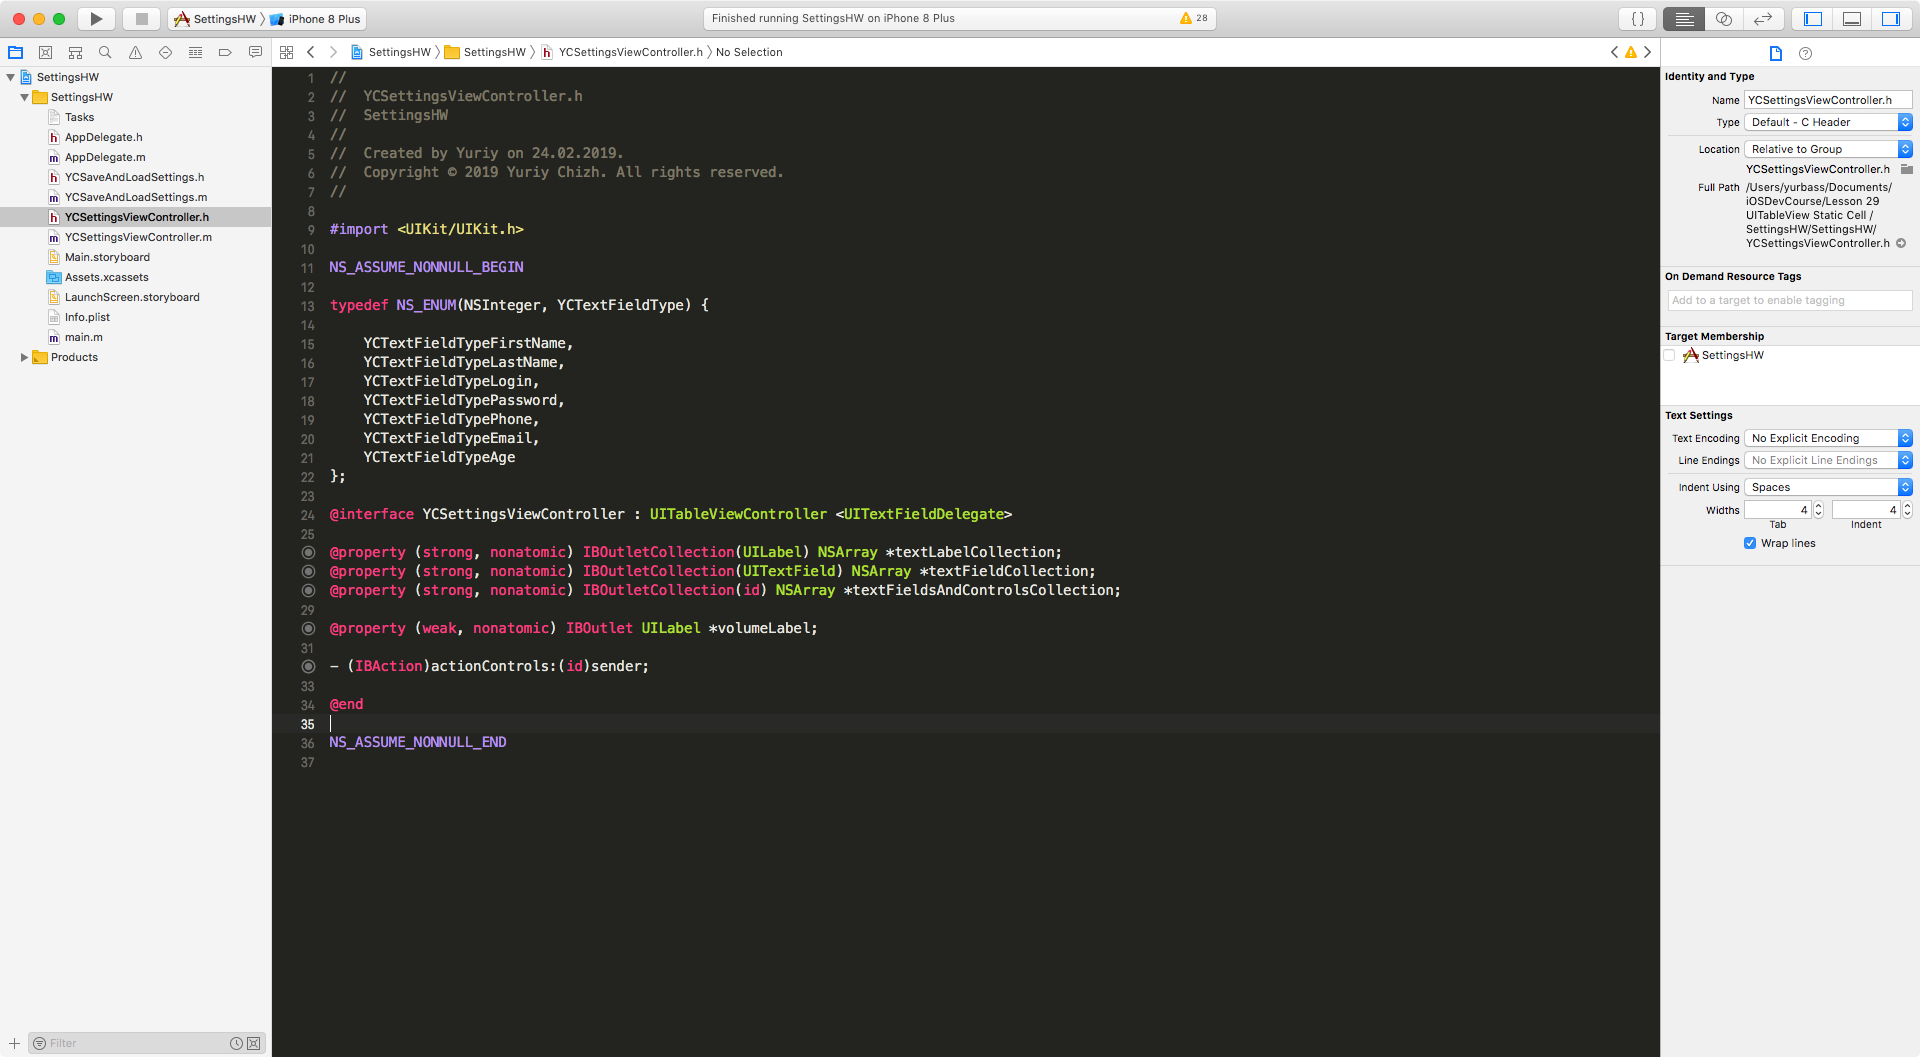 SettingsHW iPhone 8 Plus
Finished running SettingsHW on iPhone 8 Plus 28
{ }
SettingsHW SettingsHW YCSettingsViewController.h No Selection
SettingsHW
SettingsHW
Tasks
AppDelegate.h
AppDelegate.m
YCSaveAndLoadSettings.h
YCSaveAndLoadSettings.m
YCSettingsViewController.h
YCSettingsViewController.m
Main.storyboard
Assets.xcassets
LaunchScreen.storyboard
Info.plist
main.m
Products
Filter
1 //
2 //  YCSettingsViewController.h
3 //  SettingsHW
4 //
5 //  Created by Yuriy on 24.02.2019.
6 //  Copyright © 2019 Yuriy Chizh. All rights reserved.
7 //
8
9 #import <UIKit/UIKit.h>
10
11 NS_ASSUME_NONNULL_BEGIN
12
13 typedef NS_ENUM(NSInteger, YCTextFieldType) {
14
15     YCTextFieldTypeFirstName,
16     YCTextFieldTypeLastName,
17     YCTextFieldTypeLogin,
18     YCTextFieldTypePassword,
19     YCTextFieldTypePhone,
20     YCTextFieldTypeEmail,
21     YCTextFieldTypeAge
22 };
23
24 @interface YCSettingsViewController : UITableViewController <UITextFieldDelegate>
25
@property (strong, nonatomic) IBOutletCollection(UILabel) NSArray *textLabelCollection;
@property (strong, nonatomic) IBOutletCollection(UITextField) NSArray *textFieldCollection;
@property (strong, nonatomic) IBOutletCollection(id) NSArray *textFieldsAndControlsCollection;
29
@property (weak, nonatomic) IBOutlet UILabel *volumeLabel;
31
- (IBAction)actionControls:(id)sender;
33
34 @end
35
36 NS_ASSUME_NONNULL_END
37
Identity and Type
Name YCSettingsViewController.h
Type Default - C Header
Location Relative to Group
YCSettingsViewController.h
Full Path /Users/yurbass/Documents/
iOSDevCourse/Lesson 29
UITableView Static Cell /
SettingsHW/SettingsHW/
YCSettingsViewController.h
On Demand Resource Tags
Add to a target to enable tagging
Target Membership
SettingsHW
Text Settings
Text Encoding No Explicit Encoding
Line Endings No Explicit Line Endings
Indent Using Spaces
Widths 4 4
Tab Indent
Wrap lines